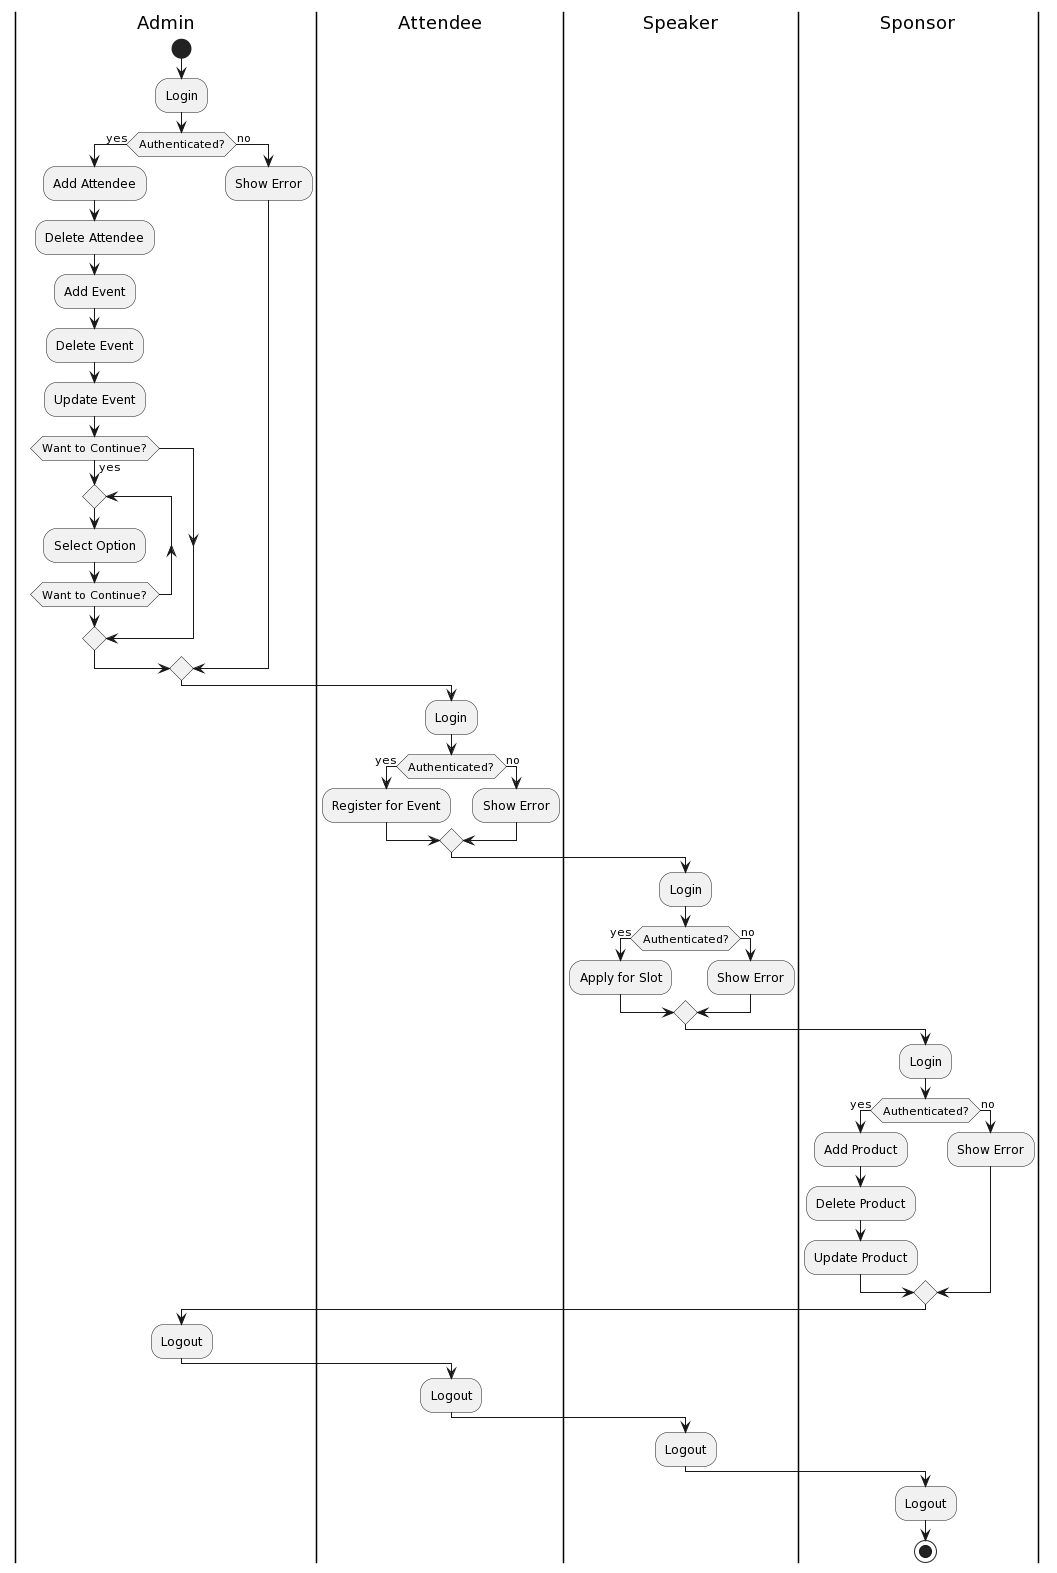 Admin
Attendee
Speaker
Sponsor
Login
yes
Authenticated?
no
Add Attendee
Show Error
Delete Attendee
Add Event
Delete Event
Update Event
Want to Continue?
yes
Select Option
Want to Continue?
Login
yes
Authenticated?
no
Register for Event
Show Error
Login
yes
Authenticated?
no
Apply for Slot
Show Error
Login
yes
Authenticated?
no
Add Product
Show Error
Delete Product
Update Product
Logout
Logout
Logout
Logout